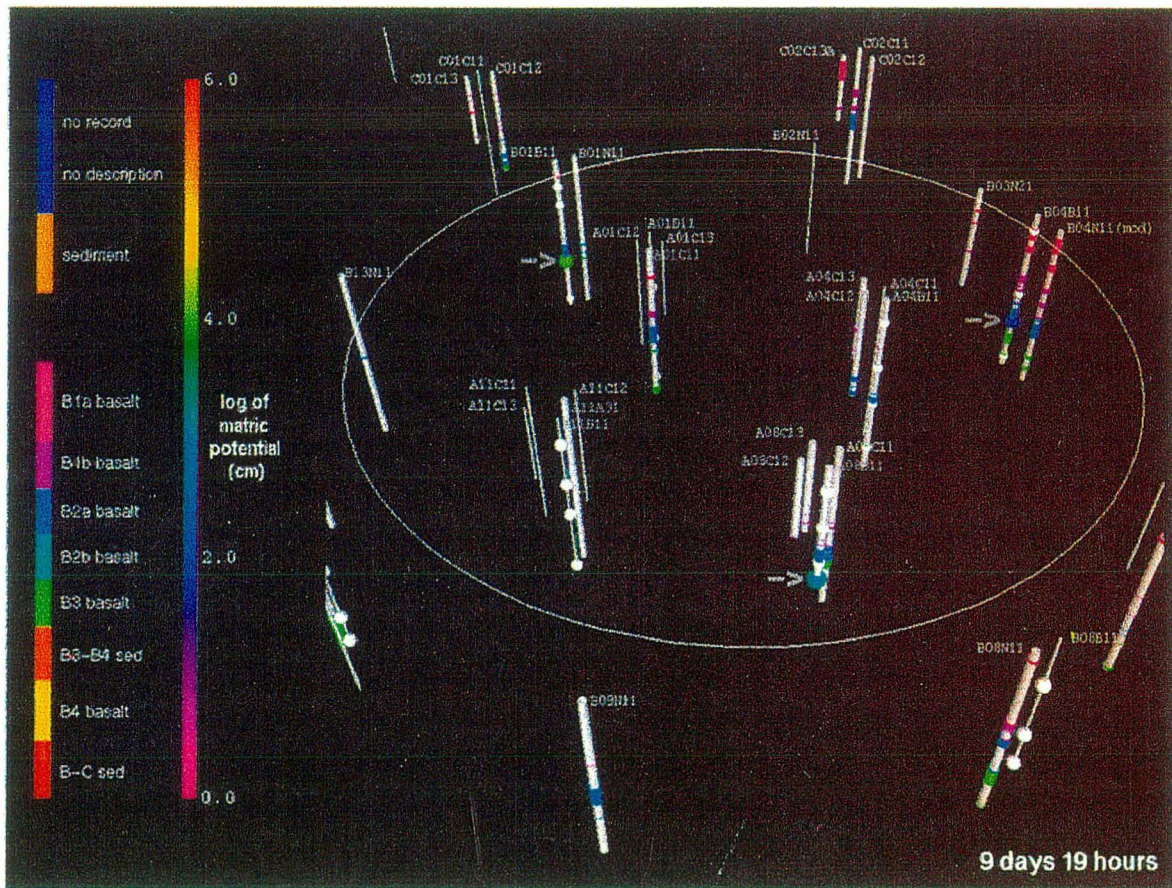 no record
no description
sediment
B1a basalt
B1b basalt
B2a basalt
B2b basalt
B3 basalt
B3-B4 sed
B4 basalt
B-C sed
6.0
4.0
2.0
0.0
log of
matric
potential
(cm)
C01C11
C01C13
C01C12
C02C13a
C02C11
C02C12
B01B11
B01N11
B02N11
B03N21
B04B11
B04N11(mod)
A01C12
A01B11
A01C13
A01C11
B13N11
A04C13
A04C12
A04C11
A04B11
A11C11
A11C13
A11C12
A08C13
A08C12
B09N11
B08N11
B08B11
->
->
->
9 days 19 hours